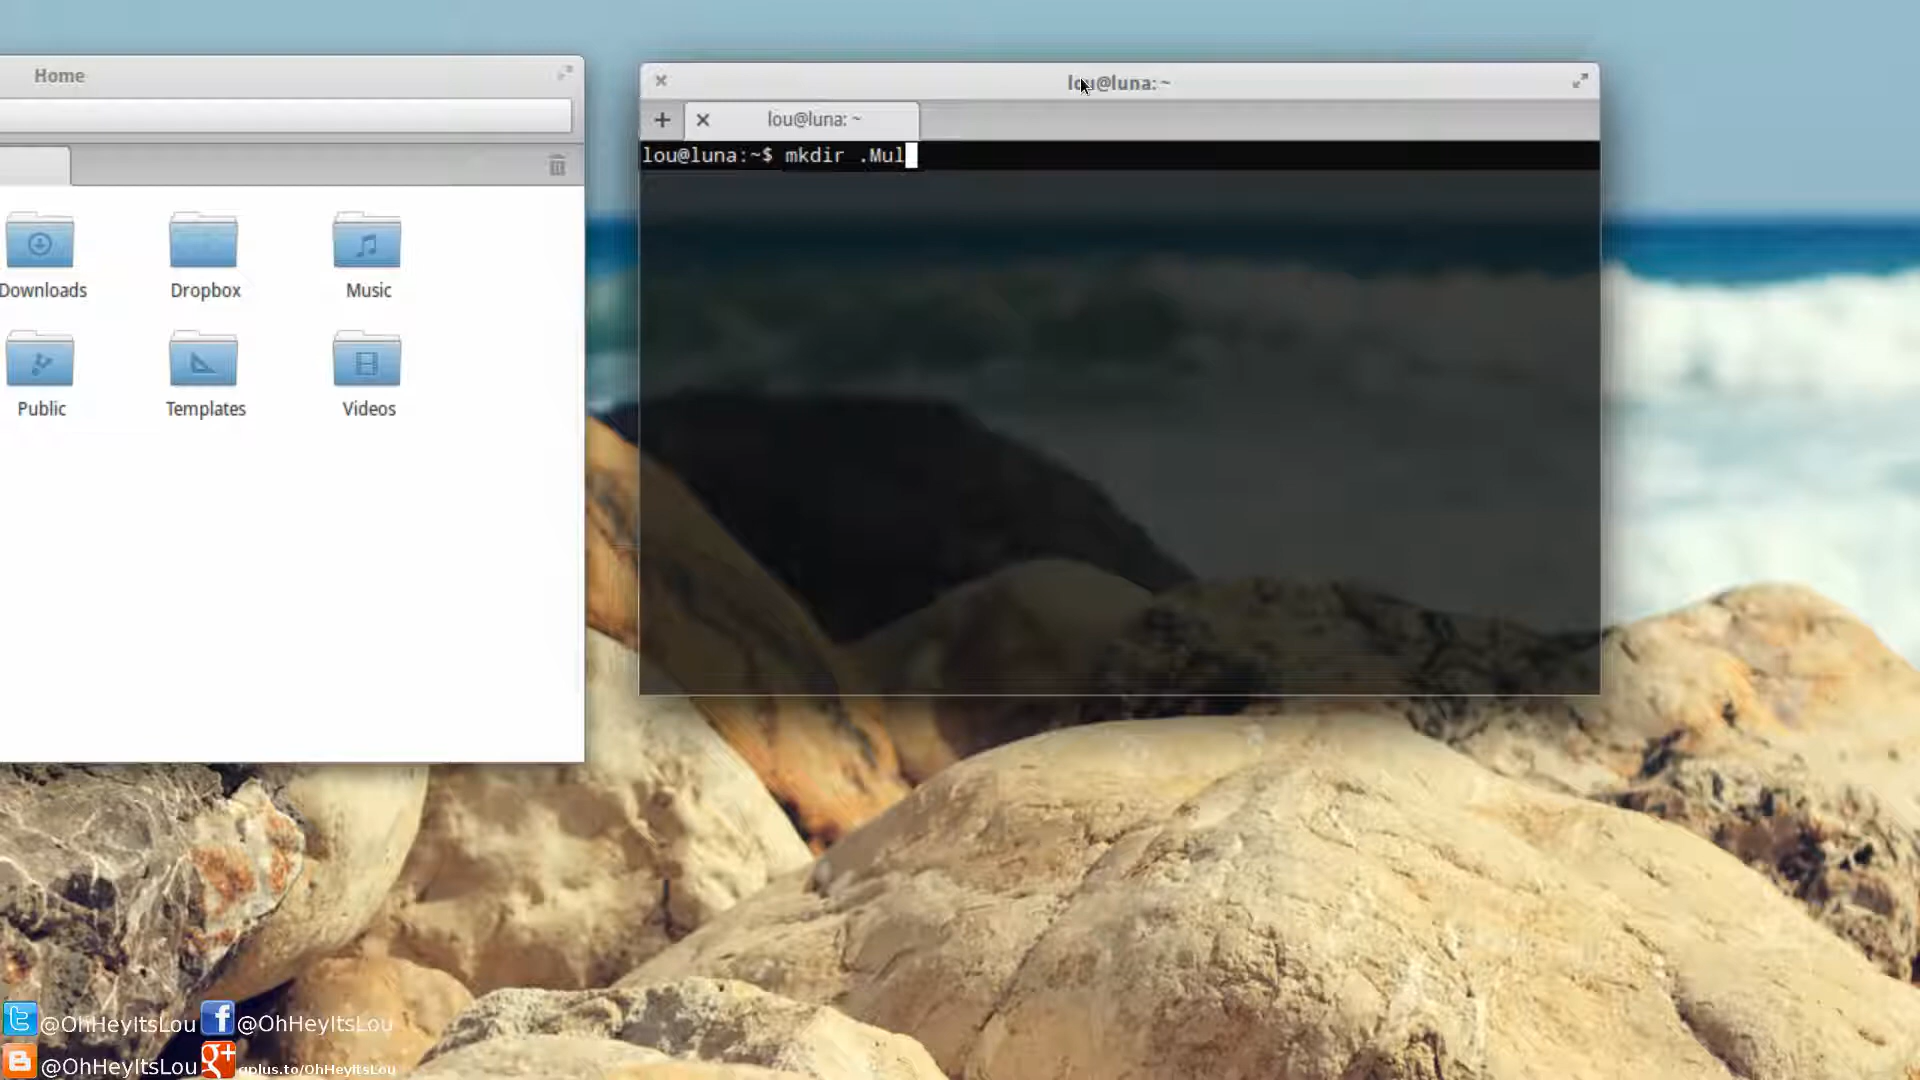 Home
lou@luna: ~
lou@luna: ~
lou@luna:~$ mkdir .Mul
Downloads
Dropbox
Music
Public
Templates
Videos
@OhHeyItsLou
@OhHeyItsLou
@OhHeyItsLou
gplus.to/OhHeyItsLou